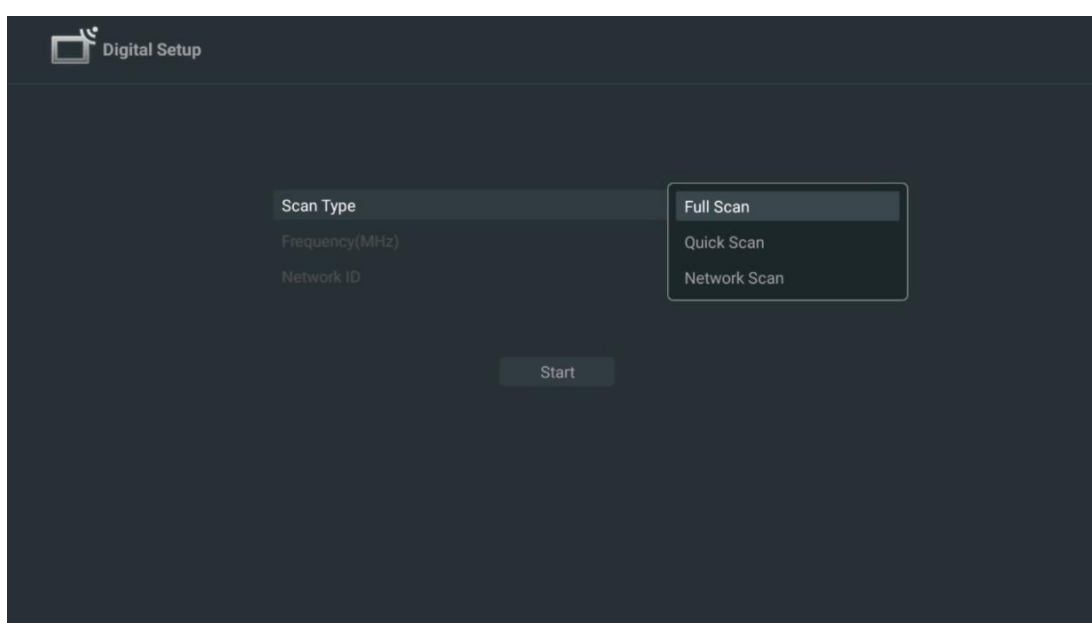 Digital Setup
Scan Type
Full Scan
Frequency(MHz)
Quick Scan
Network ID
Network Scan
Start